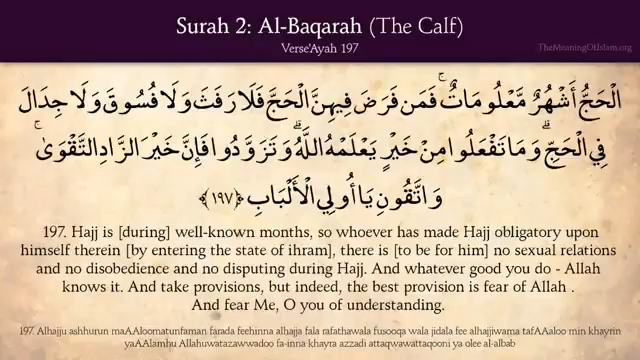 Surah 2: Al-Baqarah (The Calf)
Verse'Ayah 197
TheMeaningOfIslam.org
الْحَجُّ أَشْهُرٌ مَّعْلُومَاتٌ ۚ فَمَن فَرَضَ فِيهِنَّ الْحَجَّ فَلَا رَفَثَ وَلَا فُسُوقَ وَلَا جِدَالَ
فِي الْحَجِّ ۗ وَمَا تَفْعَلُوا مِنْ خَيْرٍ يَعْلَمْهُ اللَّهُ ۗ وَتَزَوَّدُوا فَإِنَّ خَيْرَ الزَّادِ التَّقْوَىٰ ۚ
وَاتَّقُونِ يَا أُولِي الْأَلْبَابِ ﴿١٩٧﴾
197. Hajj is [during] well-known months, so whoever has made Hajj obligatory upon
himself therein [by entering the state of ihram], there is [to be for him] no sexual relations
and no disobedience and no disputing during Hajj. And whatever good you do - Allah
knows it. And take provisions, but indeed, the best provision is fear of Allah .
And fear Me, O you of understanding.
197. Alhajju ashhurun maAAloomatunfaman farada feehinna alhajja fala rafathawala fusooqa wala jidala fee alhajjiwama tafAAaloo min khayrin
yaAAlamhu Allahuwatazawwadoo fa-inna khayra azzadi attaqwawattaqooni ya olee al-albab